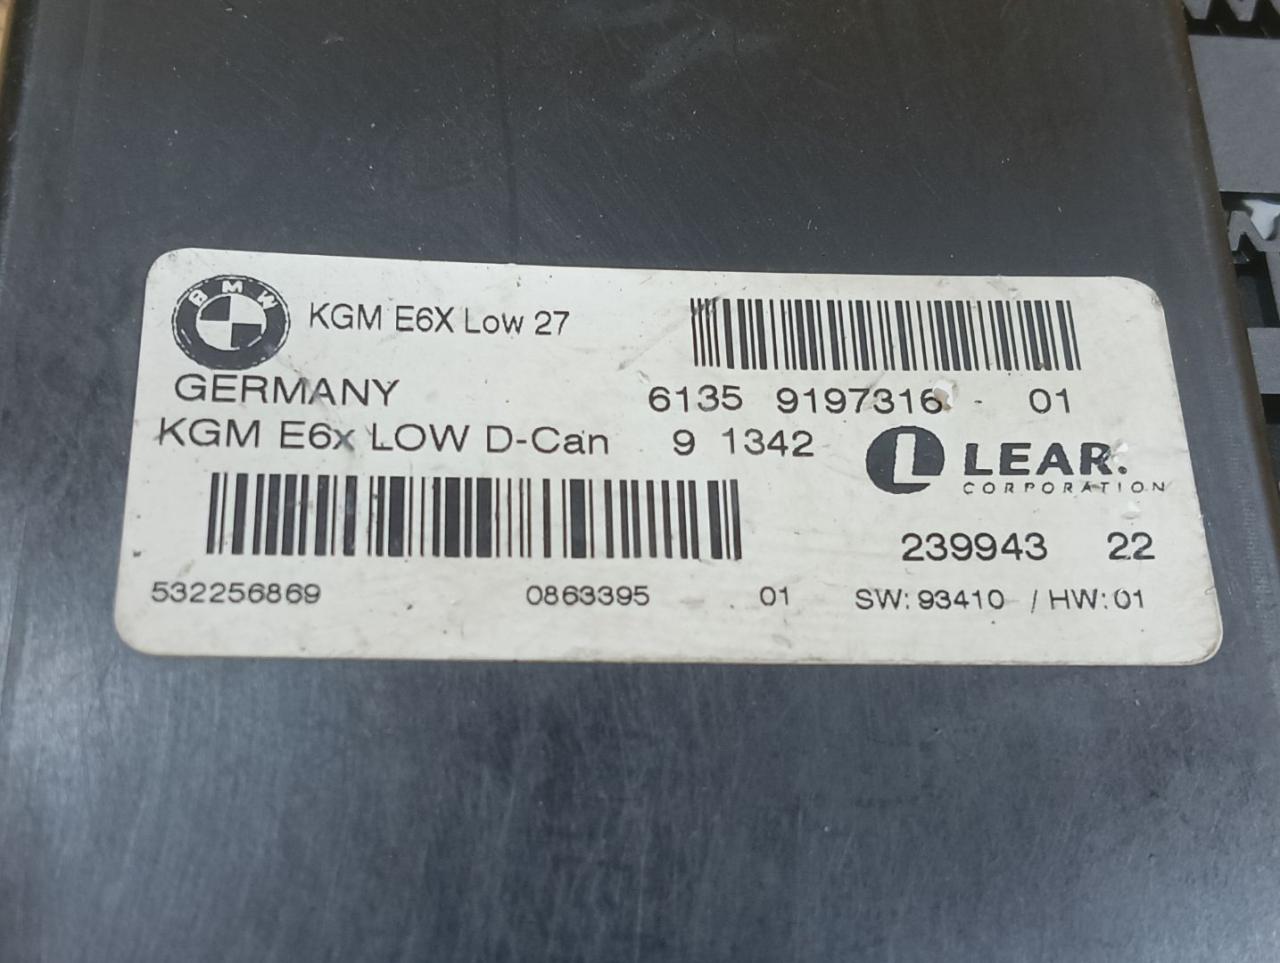 BMW
KGM E6X Low 27
GERMANY 6135 9197316 - 01
KGM E6x LOW D-Can 9 1342
L LEAR.
CORPORATION
239943 22
532256869 0863395 01 SW: 93410 / HW: 01